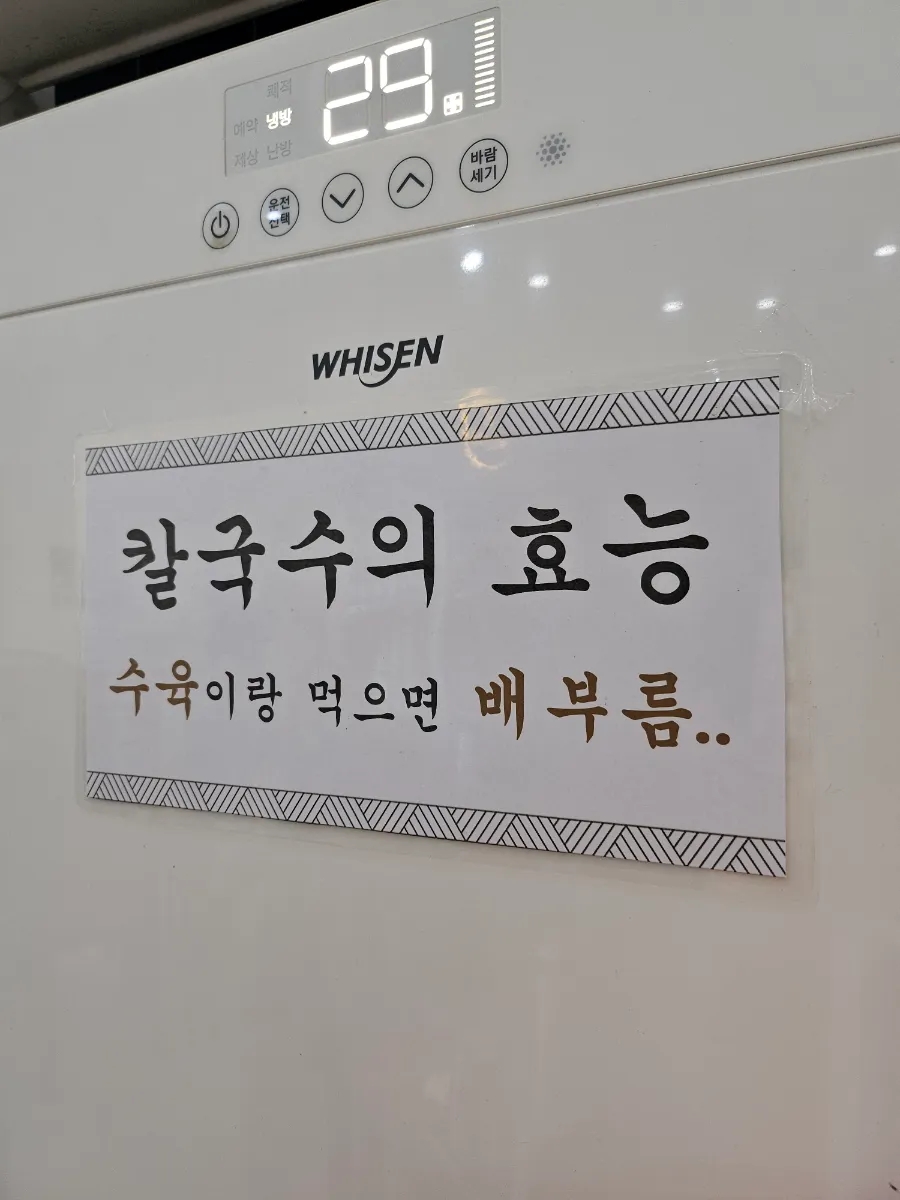 쾌적
예약 냉방 29.
제상 난방
운전 선택
바람 세기
WHISEN
칼국수의 효능
수육이랑 먹으면 배부름..